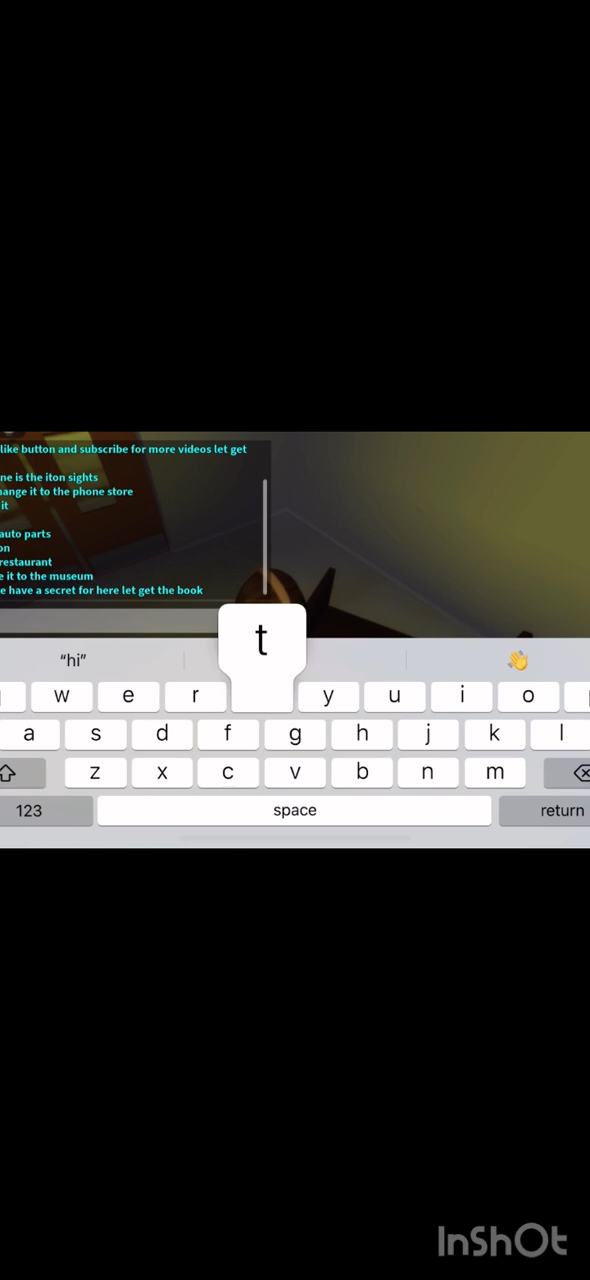 like button and subscribe for more videos let get
ne is the iton sights
ange it to the phone store
it
auto parts
on
restaurant
e it to the museum
e have a secret for here let get the book
t
“hi”
👋
w e r y u i o
a s d f g h j k l
z x c v b n m
123 space return
InShOt